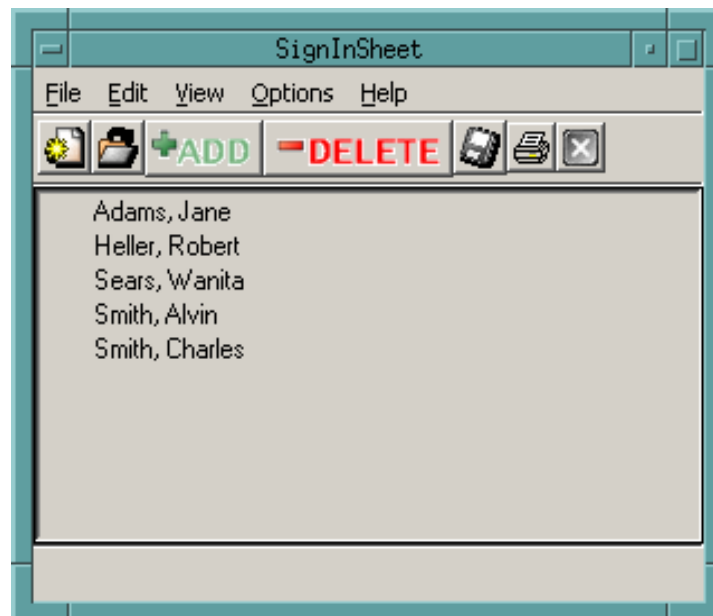 SignInSheet
File Edit View Options Help
+ADD -DELETE
Adams, Jane
Heller, Robert
Sears, Wanita
Smith, Alvin
Smith, Charles